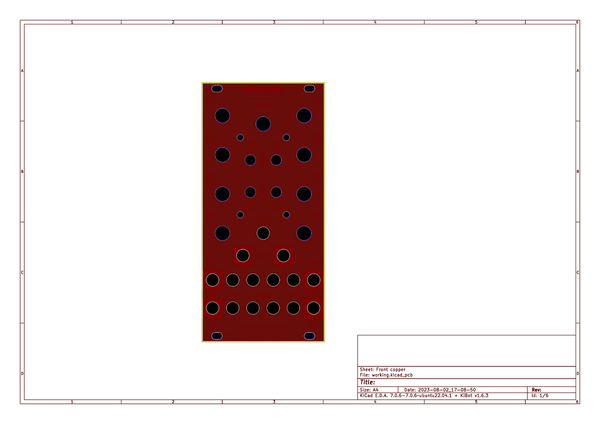 1 2 3 4 5 6
A A
B B
C C
D D
Sheet: Front copper
File: working.kicad_pcb
Title:
Size: A4 Date: 2023-08-02_17-08-50 Rev:
KiCad E.D.A. 7.0.6-7.0.6~ubuntu22.04.1 + KiBot v1.6.3 Id: 1/6
1 2 3 4 5 6